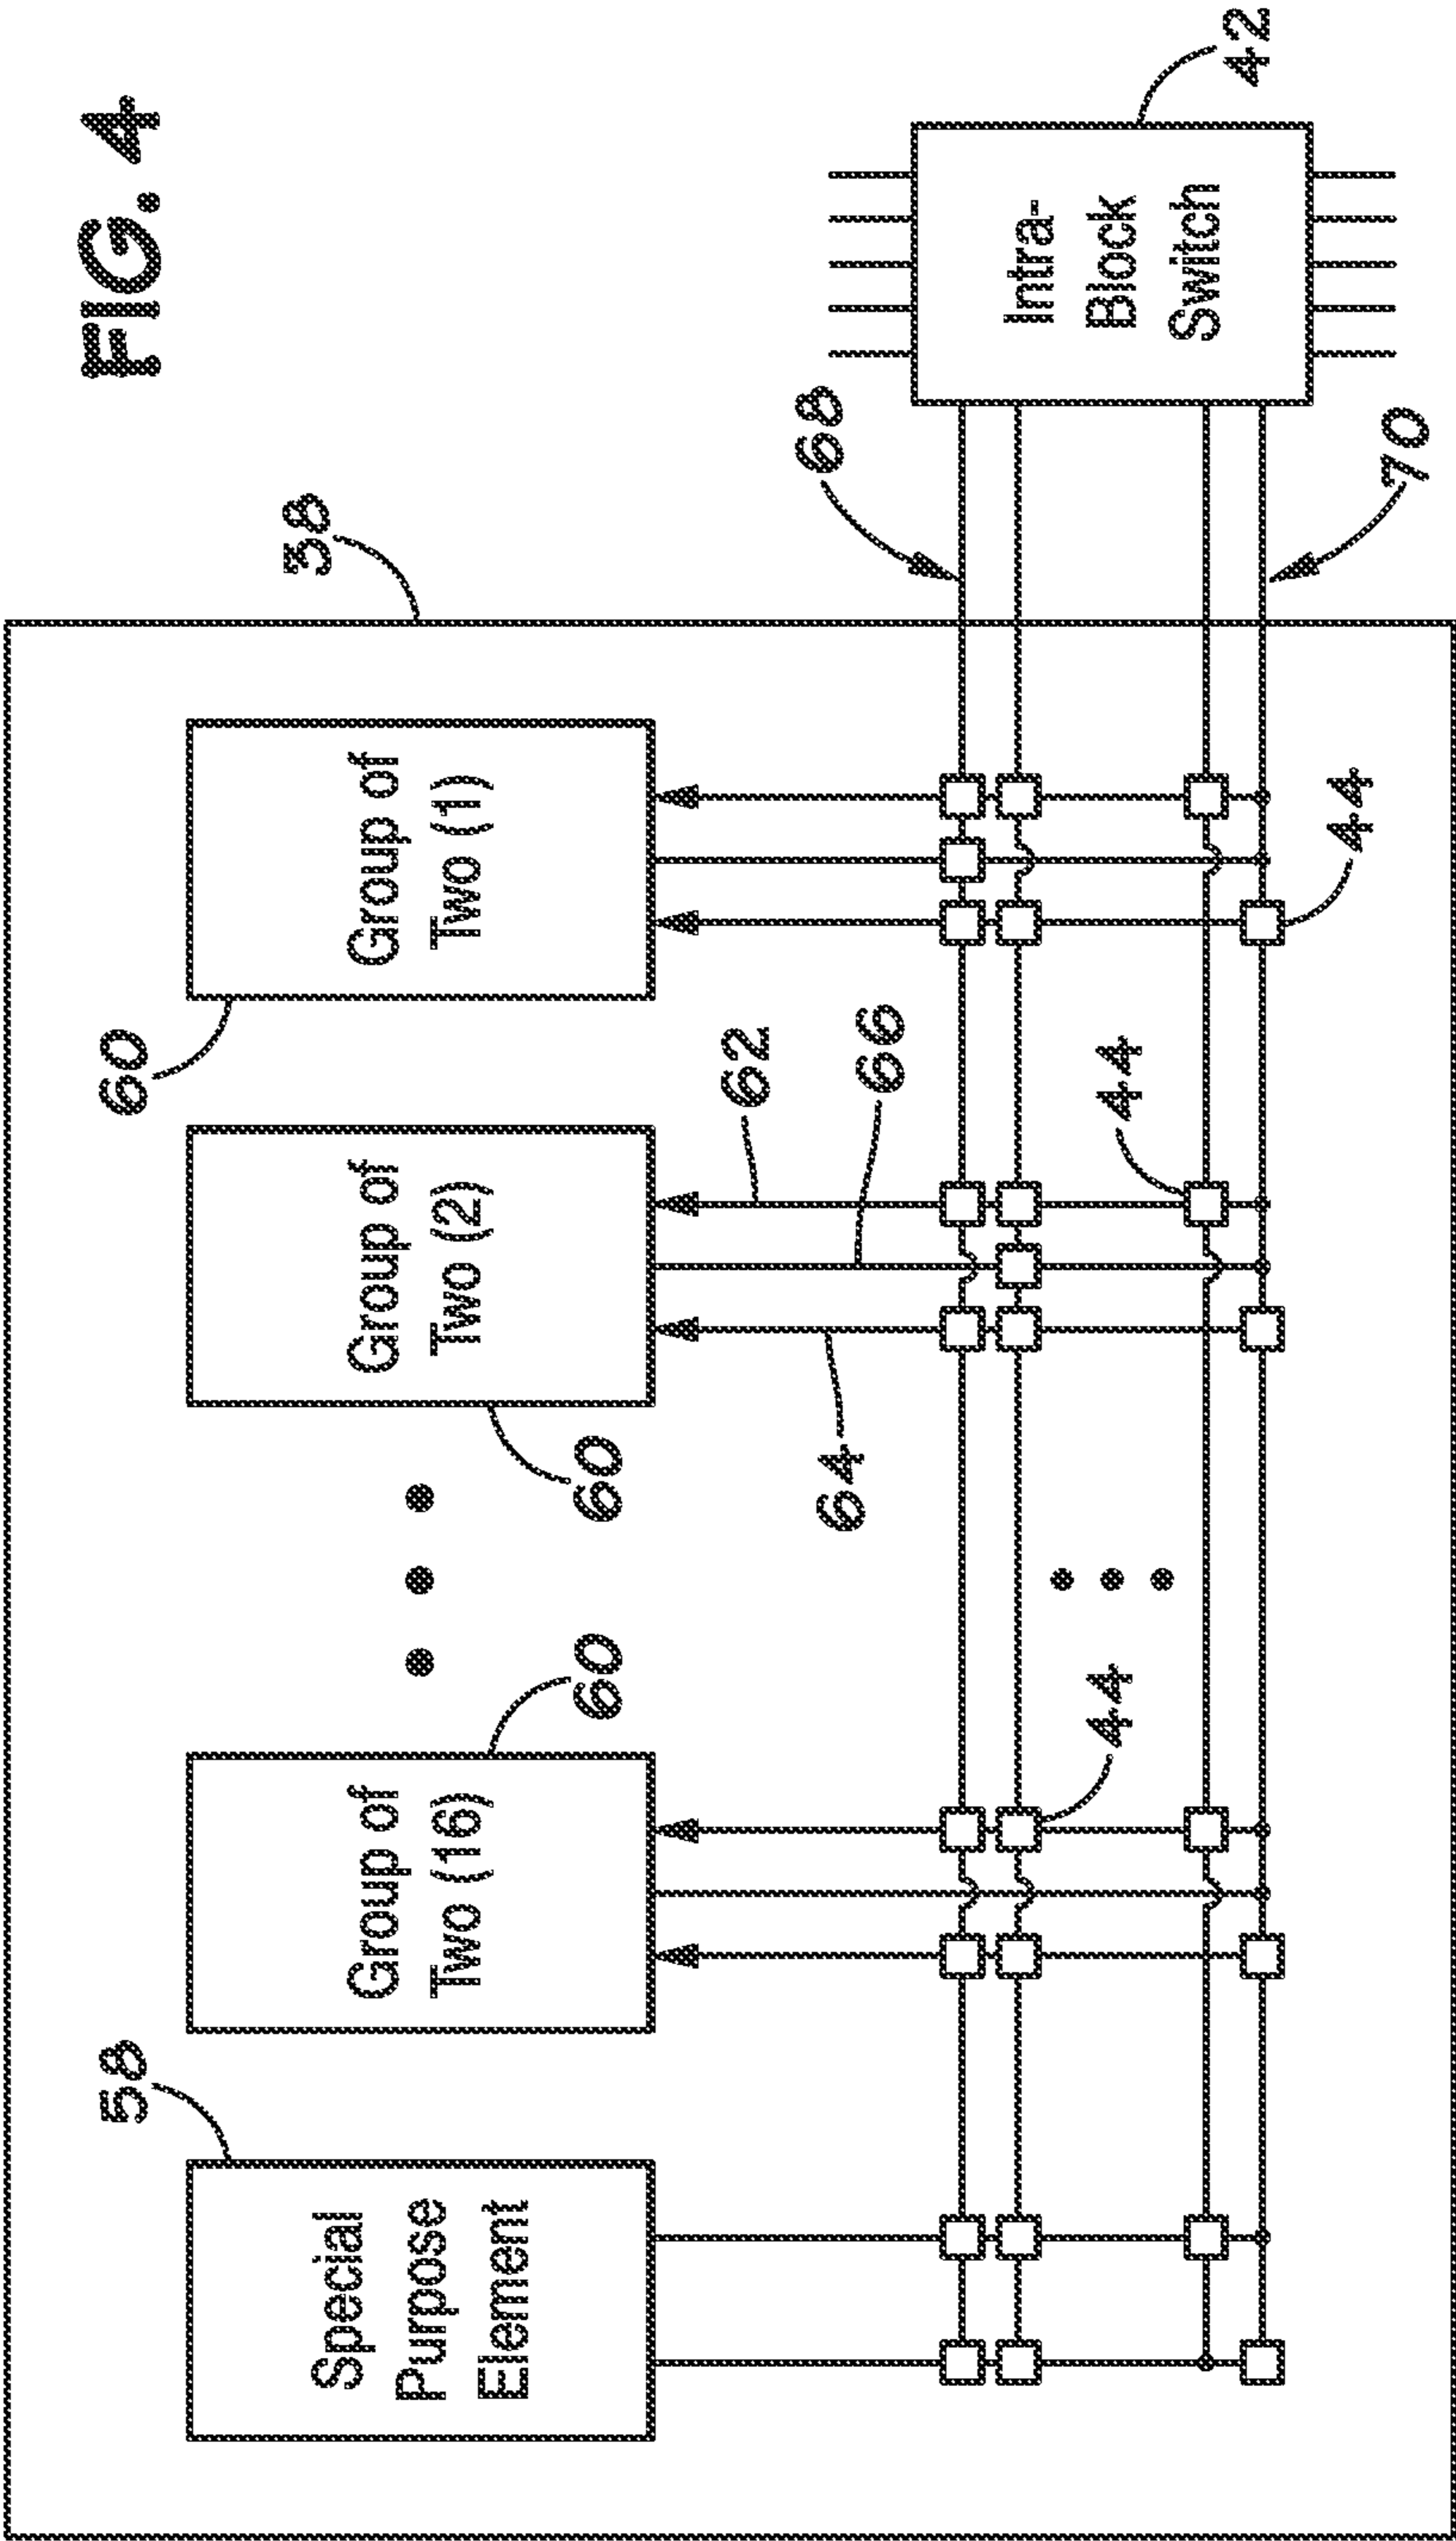 FIG. 4
38
58
Special
Purpose
Element
60
Group of
Two (16)
60
Group of
Two (2)
60
Group of
Two (1)
62
64
66
68
44
44
44
70
42
Intra-
Block
Switch